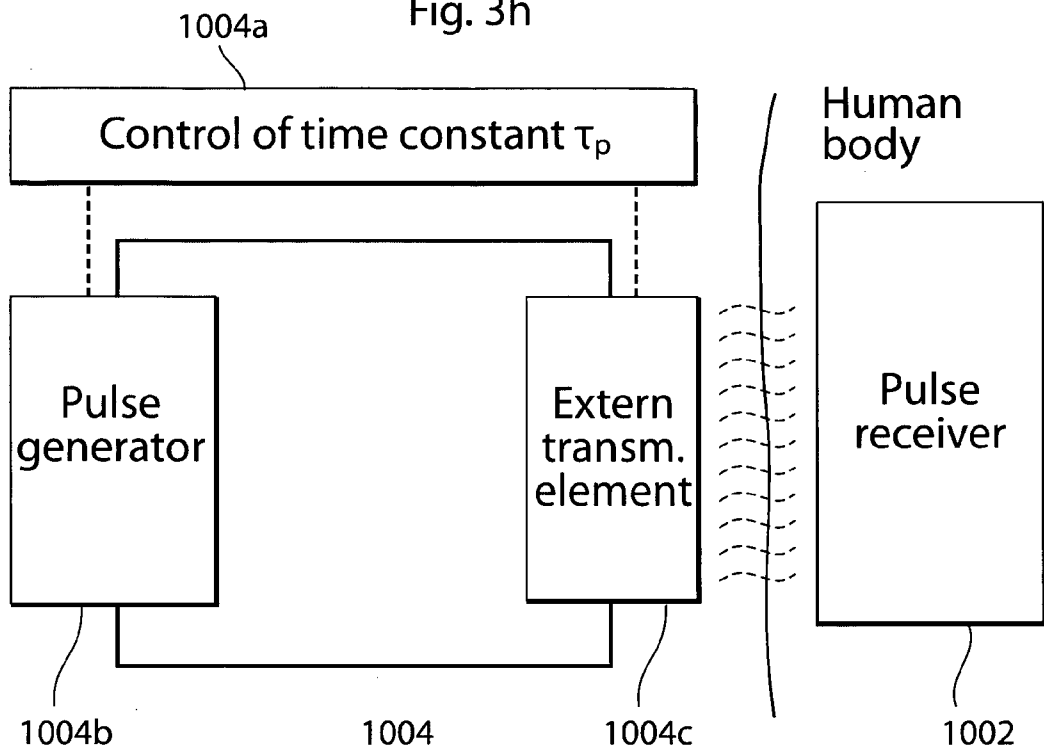 Fig. 3h
1004a
Control of time constant τp
Human
body
Pulse
generator
Extern
transm.
element
Pulse
receiver
1004b
1004
1004c
1002